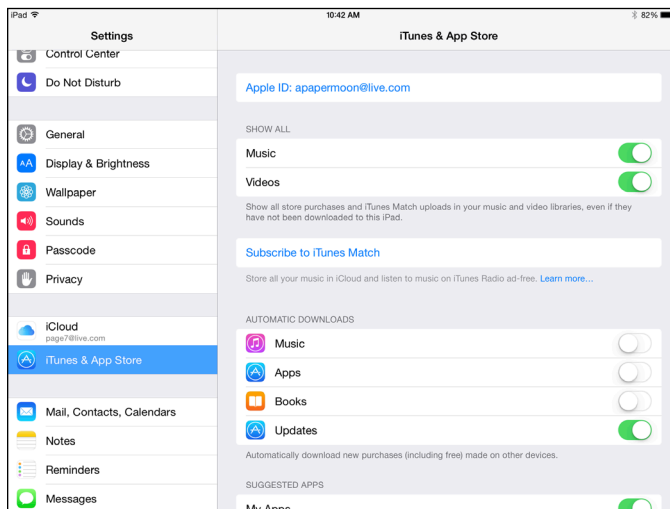 iPad 10:42 AM 82%
Settings
iTunes & App Store
Control Center
Do Not Disturb
General
Display & Brightness
Wallpaper
Sounds
Passcode
Privacy
iCloud
page7@live.com
iTunes & App Store
Mail, Contacts, Calendars
Notes
Reminders
Messages
Apple ID: apapermoon@live.com
SHOW ALL
Music
Videos
Show all store purchases and iTunes Match uploads in your music and video libraries, even if they
have not been downloaded to this iPad.
Subscribe to iTunes Match
Store all your music in iCloud and listen to music on iTunes Radio ad-free. Learn more...
AUTOMATIC DOWNLOADS
Music
Apps
Books
Updates
Automatically download new purchases (including free) made on other devices.
SUGGESTED APPS
My Apps